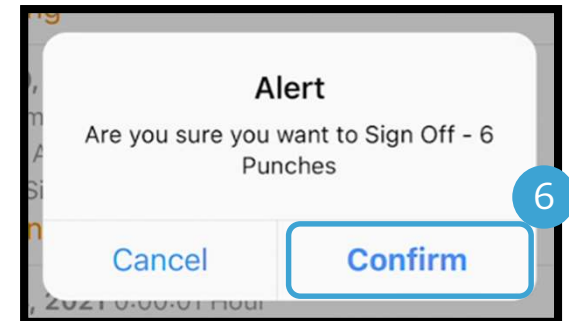 ng
Alert
Are you sure you want to Sign Off - 6
Punches
6
Cancel
Confirm
, 2021 0:00:01 Hour